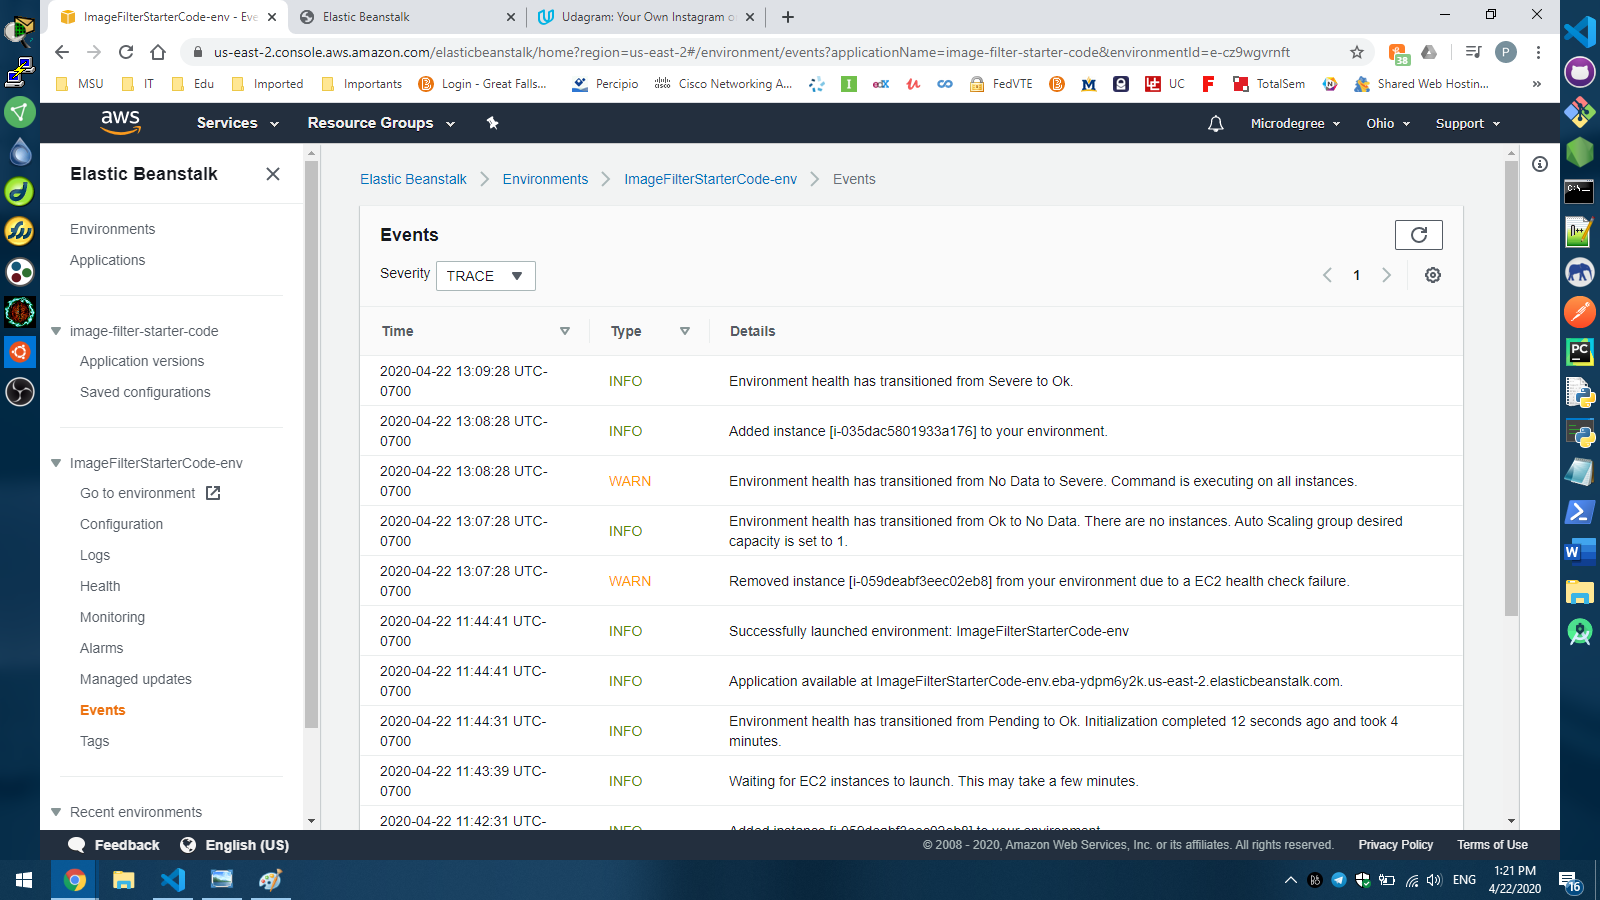 ImageFilterStarterCode-env - Eve
Elastic Beanstalk
Udagram: Your Own Instagram o
us-east-2.console.aws.amazon.com/elasticbeanstalk/home?region=us-east-2#/environment/events?applicationName=image-filter-starter-code&environmentId=e-cz9wgvrnft
38
P
MSU
IT
Edu
Imported
Importants
Login - Great Falls...
Percipio
Cisco Networking A...
FedVTE
UC
TotalSem
Shared Web Hostin...
»
aws
Services
Resource Groups
Microdegree
Ohio
Support
Elastic Beanstalk
Environments
Applications
image-filter-starter-code
Application versions
Saved configurations
ImageFilterStarterCode-env
Go to environment
Configuration
Logs
Health
Monitoring
Alarms
Managed updates
Events
Tags
Recent environments
Elastic Beanstalk
Environments
ImageFilterStarterCode-env
Events
Events
Severity
TRACE
1
Time
Type
Details
2020-04-22 13:09:28 UTC-
0700
INFO
Environment health has transitioned from Severe to Ok.
2020-04-22 13:08:28 UTC-
0700
INFO
Added instance [i-035dac5801933a176] to your environment.
2020-04-22 13:08:28 UTC-
0700
WARN
Environment health has transitioned from No Data to Severe. Command is executing on all instances.
2020-04-22 13:07:28 UTC-
0700
INFO
Environment health has transitioned from Ok to No Data. There are no instances. Auto Scaling group desired
capacity is set to 1.
2020-04-22 13:07:28 UTC-
0700
WARN
Removed instance [i-059deabf3eec02eb8] from your environment due to a EC2 health check failure.
2020-04-22 11:44:41 UTC-
0700
INFO
Successfully launched environment: ImageFilterStarterCode-env
2020-04-22 11:44:41 UTC-
0700
INFO
Application available at ImageFilterStarterCode-env.eba-ydpm6y2k.us-east-2.elasticbeanstalk.com.
2020-04-22 11:44:31 UTC-
0700
INFO
Environment health has transitioned from Pending to Ok. Initialization completed 12 seconds ago and took 4
minutes.
2020-04-22 11:43:39 UTC-
0700
INFO
Waiting for EC2 instances to launch. This may take a few minutes.
2020-04-22 11:42:31 UTC-
INFO
Added instance [i-059deabf3eec02eb8] to your environment.
Feedback
English (US)
© 2008 - 2020, Amazon Web Services, Inc. or its affiliates. All rights reserved.
Privacy Policy
Terms of Use
ENG
1:21 PM
4/22/2020
16